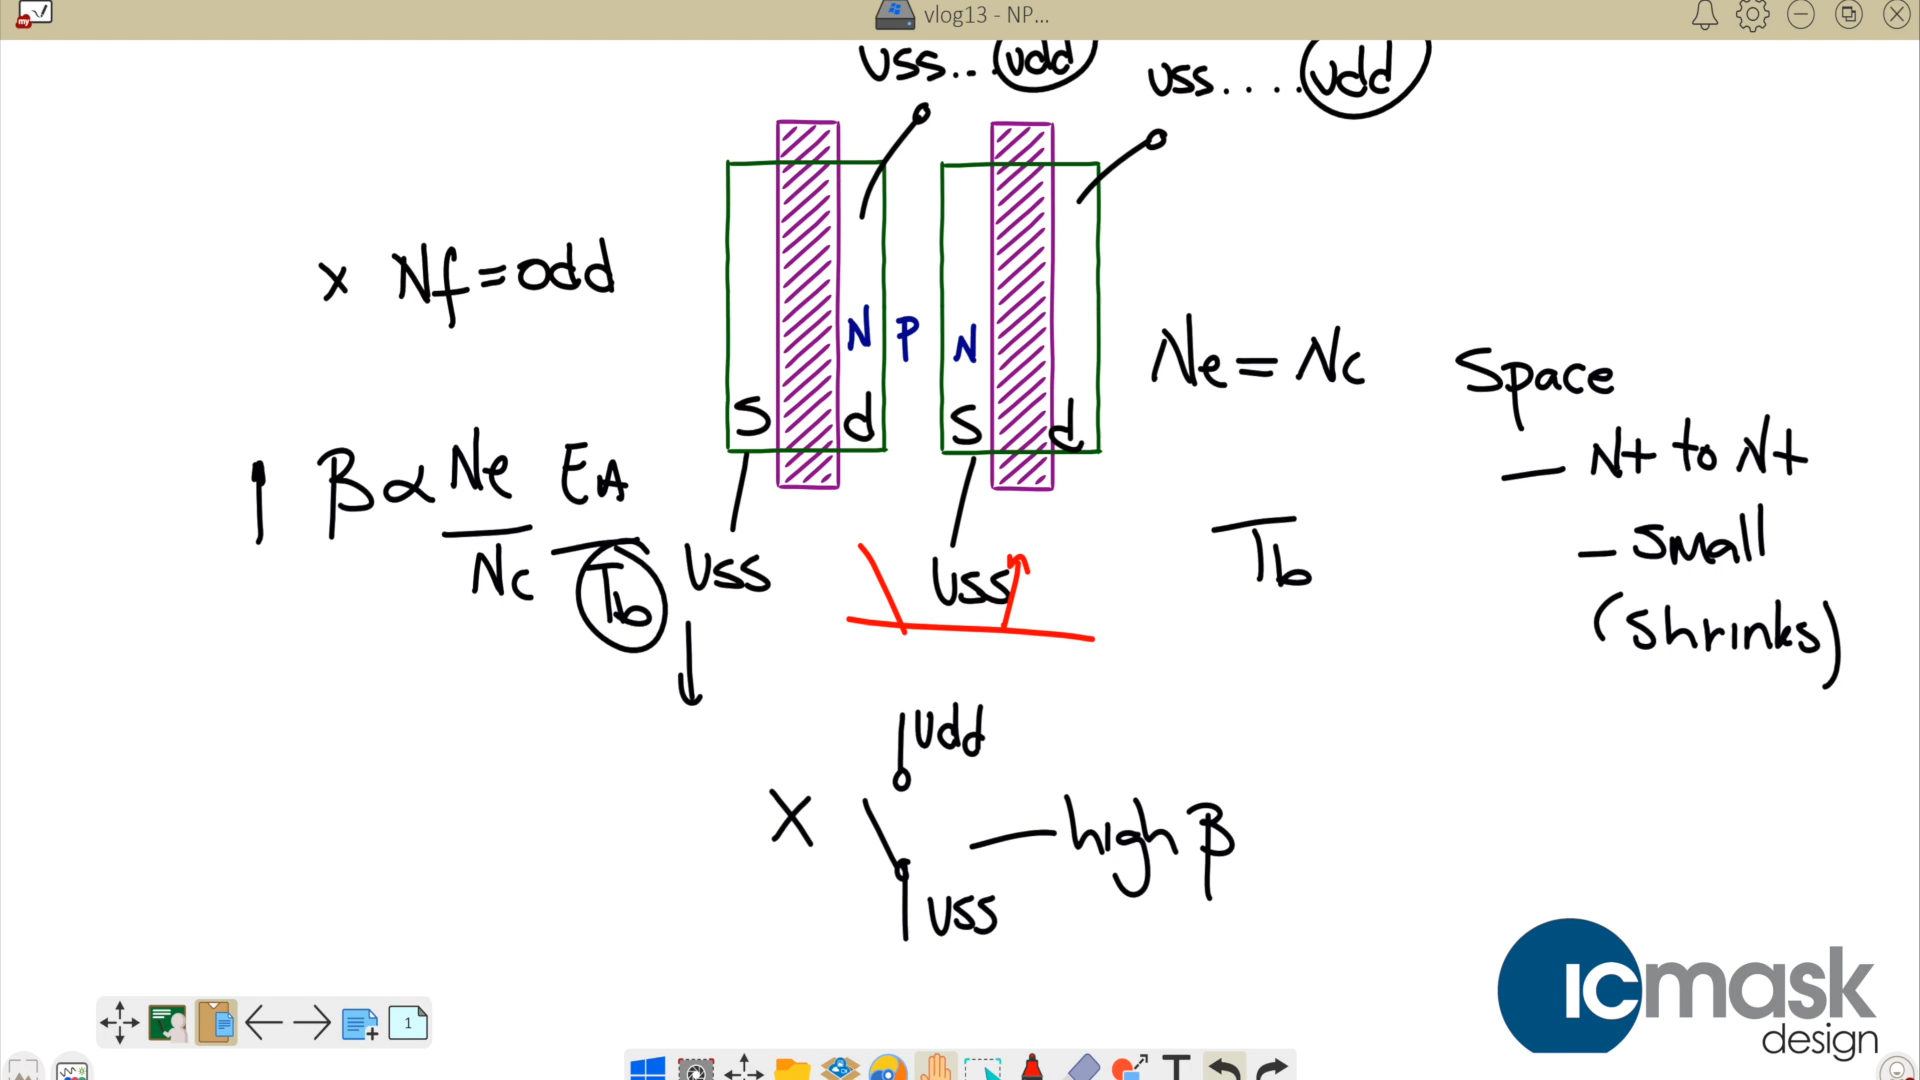 vlog13 - NP...
VSS.. Vdd
VSS.... Vdd
x Nf = odd
N P N
S d S d
Ne = Nc
Space
— N+ to N+
— Small
(Shrinks)
β ∝ Ne EA
Nc Tb
VSS
VSS
Tb
Vdd
X
— high β
VSS
icmask
design
1
T